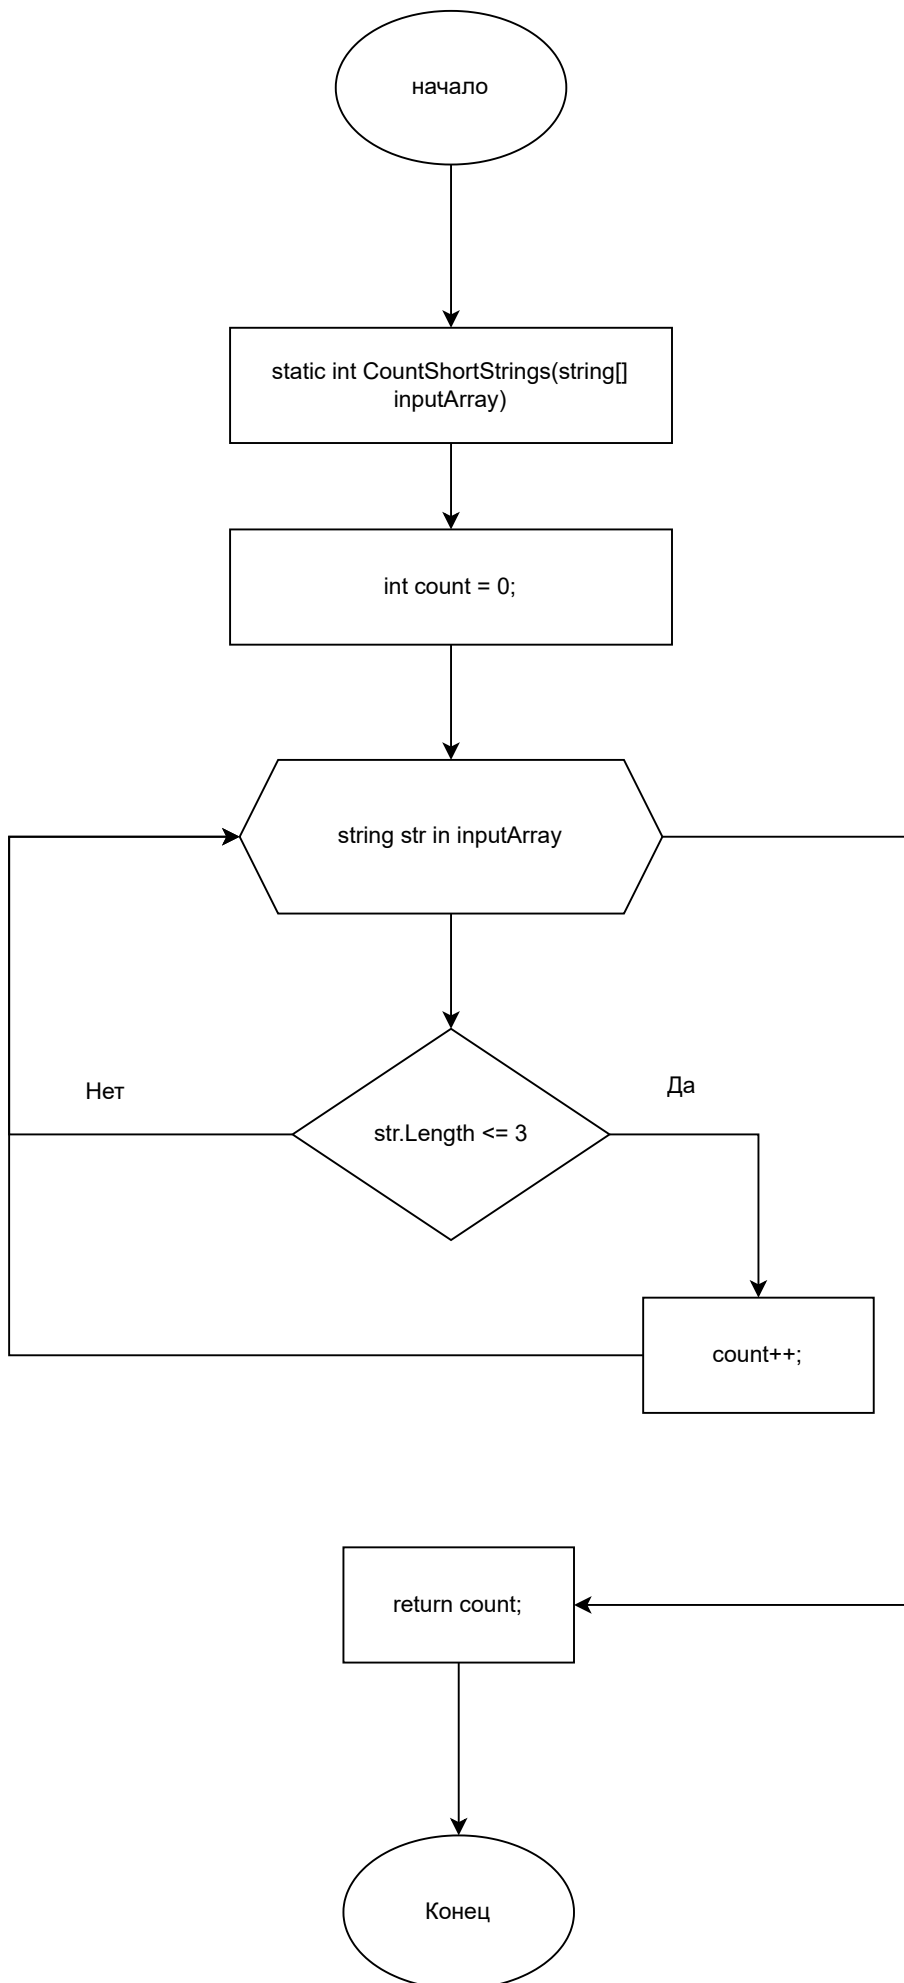 начало
static int CountShortStrings(string[]
inputArray)
int count = 0;
string str in inputArray
Нет
Да
str.Length <= 3
count++;
return count;
Конец